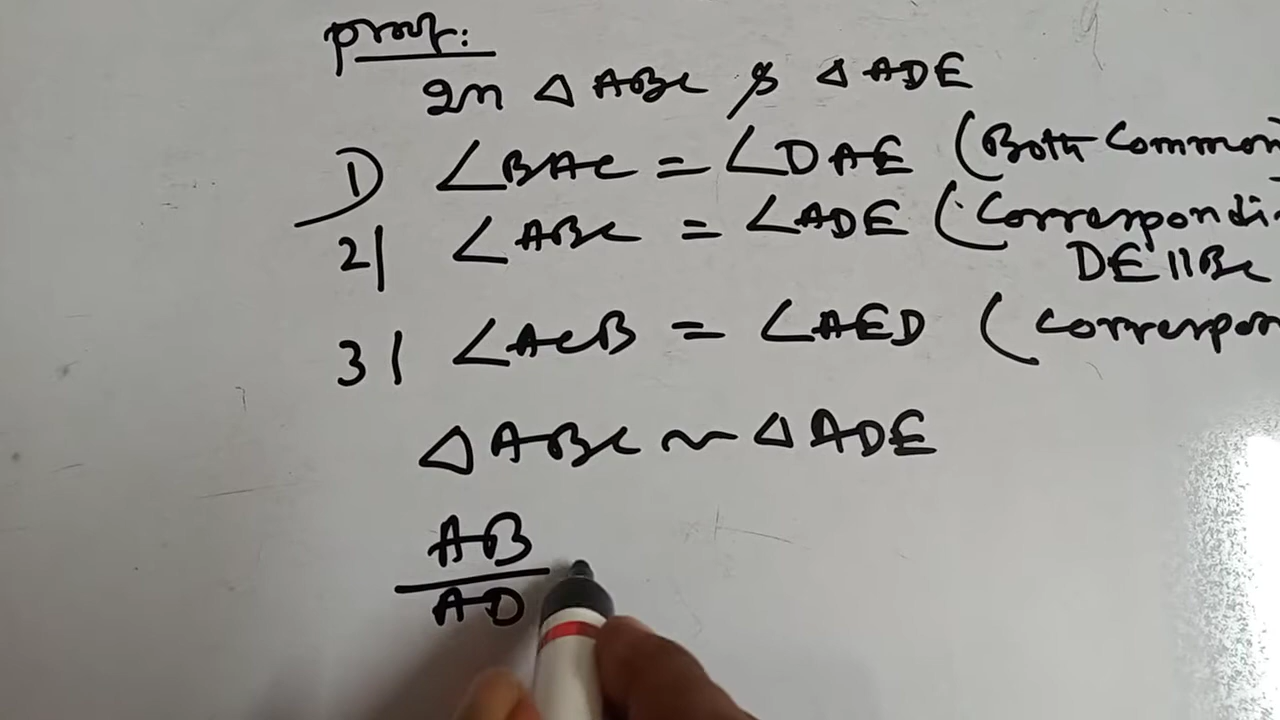 proof:
In △ ABC & △ ADE
1) ∠BAC = ∠DAE (Both Common
2) ∠ABC = ∠ADE (Correspondi
DE || BC
3) ∠ACB = ∠AED (Correspon
△ ABC ~ △ ADE
AB
AD